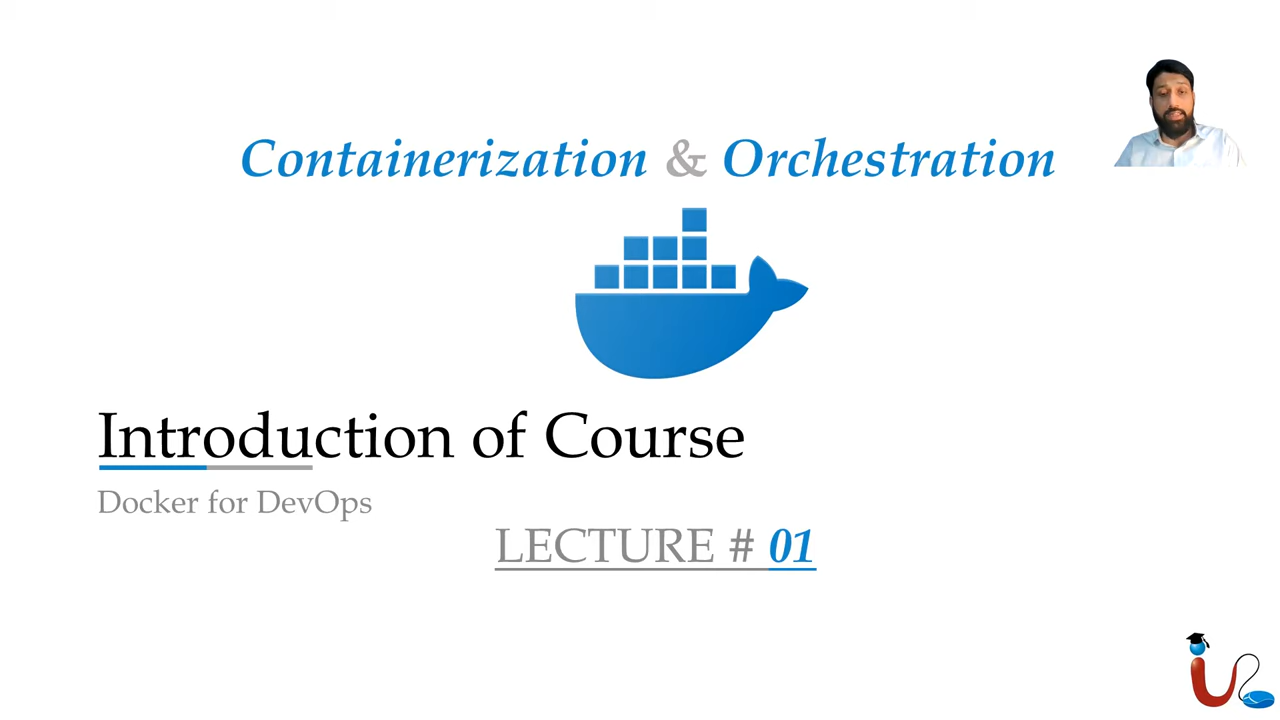 Containerization & Orchestration
Introduction of Course
Docker for DevOps
LECTURE # 01